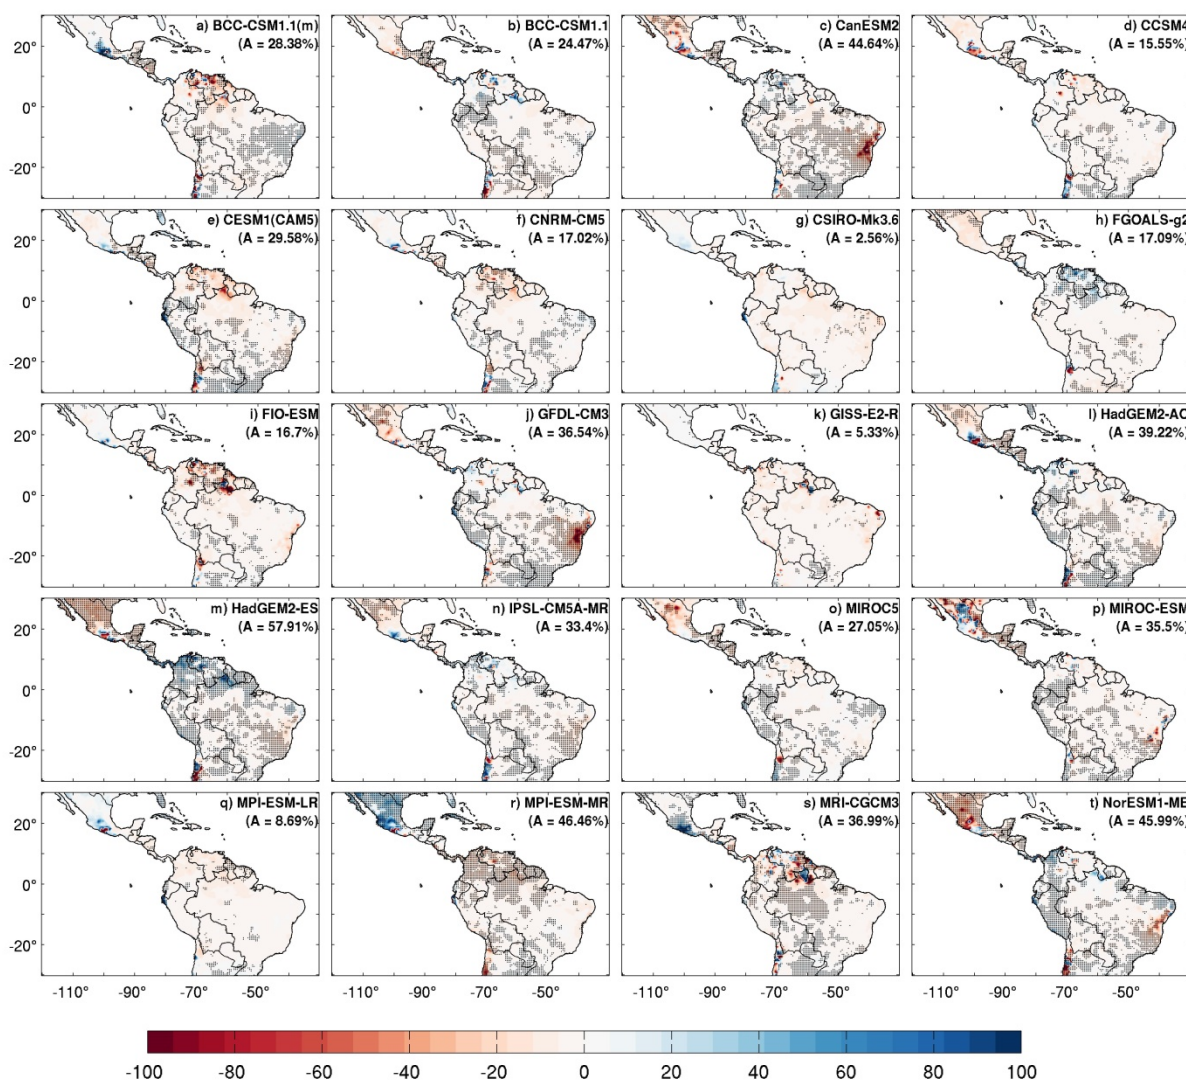 a) BCC-CSM1.1(m)
(A = 28.38%)
b) BCC-CSM1.1
(A = 24.47%)
c) CanESM2
(A = 44.64%)
d) CCSM4
(A = 15.55%)
20°
0°
-20°
e) CESM1(CAM5)
(A = 29.58%)
f) CNRM-CM5
(A = 17.02%)
g) CSIRO-Mk3.6
(A = 2.56%)
h) FGOALS-g2
(A = 17.09%)
20°
0°
-20°
i) FIO-ESM
(A = 16.7%)
j) GFDL-CM3
(A = 36.54%)
k) GISS-E2-R
(A = 5.33%)
l) HadGEM2-AO
(A = 39.22%)
20°
0°
-20°
m) HadGEM2-ES
(A = 57.91%)
n) IPSL-CM5A-MR
(A = 33.4%)
o) MIROC5
(A = 27.05%)
p) MIROC-ESM
(A = 35.5%)
20°
0°
-20°
q) MPI-ESM-LR
(A = 8.69%)
r) MPI-ESM-MR
(A = 46.46%)
s) MRI-CGCM3
(A = 36.99%)
t) NorESM1-ME
(A = 45.99%)
20°
0°
-20°
-110° -90° -70° -50° -110° -90° -70° -50° -110° -90° -70° -50° -110° -90° -70° -50°
-100 -80 -60 -40 -20 0 20 40 60 80 100